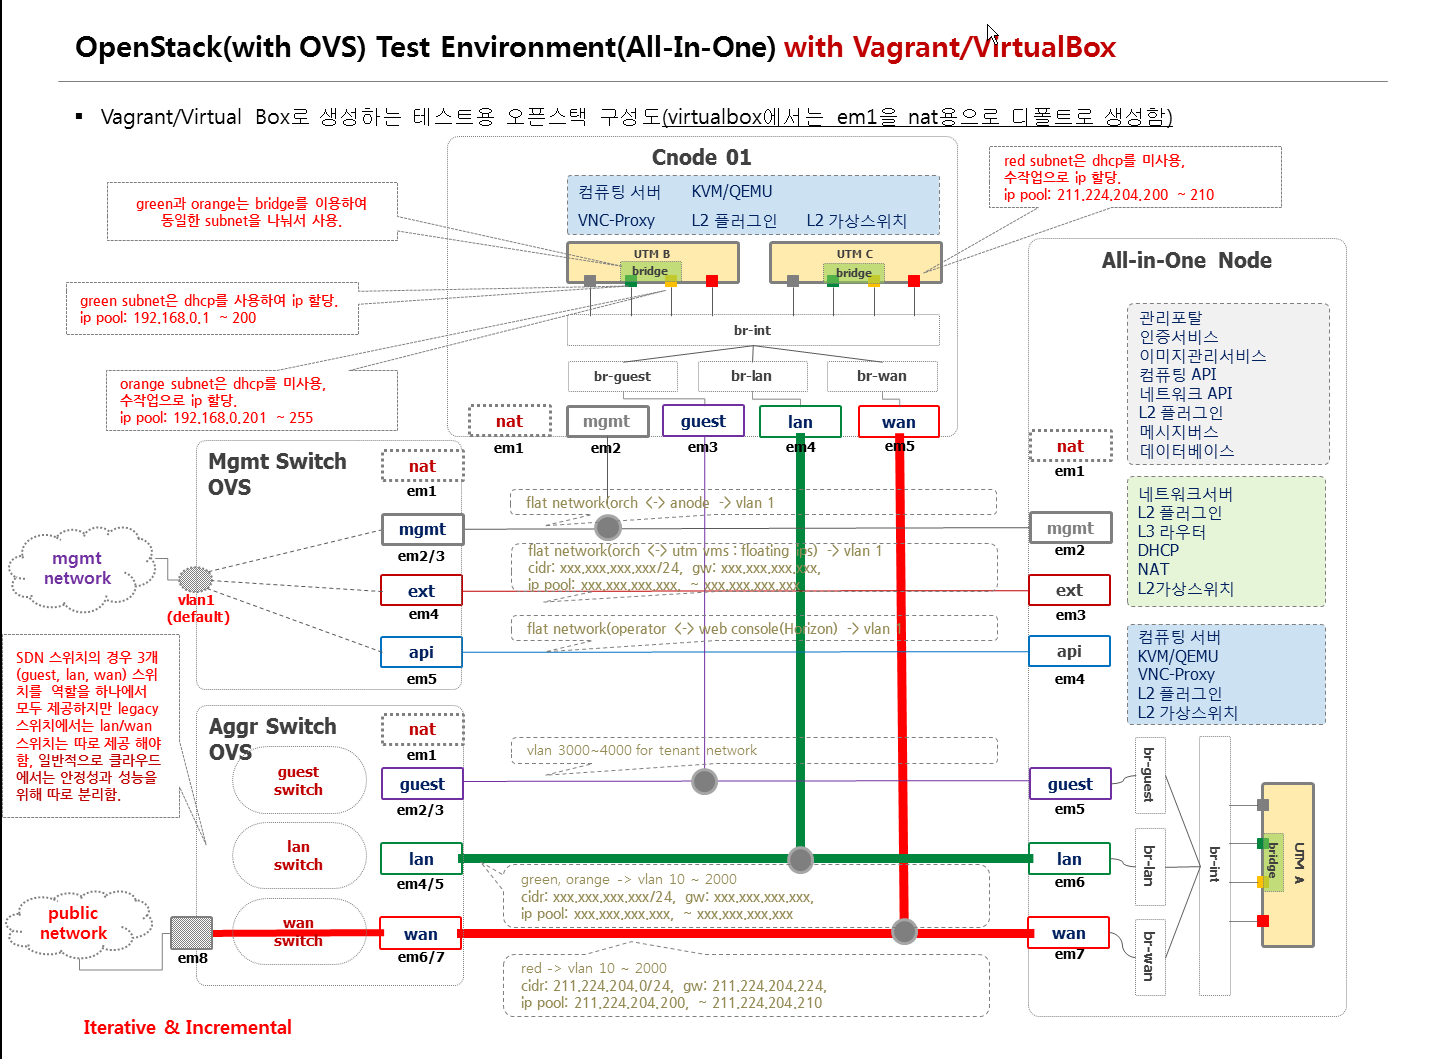 OpenStack(with OVS) Test Environment(All-In-One) with Vagrant/VirtualBox
▪ Vagrant/Virtual Box로 생성하는 테스트용 오픈스택 구성도(virtualbox에서는 em1을 nat용으로 디폴트로 생성함)
Cnode 01
컴퓨팅 서버 KVM/QEMU
VNC-Proxy L2 플러그인 L2 가상스위치
UTM B
bridge
UTM C
bridge
br-int
br-guest
br-lan
br-wan
nat
em1
mgmt
em2
guest
em3
lan
em4
wan
em5
green과 orange는 bridge를 이용하여
동일한 subnet을 나눠서 사용.
green subnet은 dhcp를 사용하여 ip 할당.
ip pool: 192.168.0.1 ~ 200
orange subnet은 dhcp를 미사용,
수작업으로 ip 할당.
ip pool: 192.168.0.201 ~ 255
red subnet은 dhcp를 미사용,
수작업으로 ip 할당.
ip pool: 211.224.204.200 ~ 210
All-in-One Node
관리포탈
인증서비스
이미지관리서비스
컴퓨팅 API
네트워크 API
L2 플러그인
메시지버스
데이터베이스
네트워크서버
L2 플러그인
L3 라우터
DHCP
NAT
L2가상스위치
컴퓨팅 서버
KVM/QEMU
VNC-Proxy
L2 플러그인
L2 가상스위치
nat
em1
mgmt
em2
ext
em3
api
em4
guest
em5
lan
em6
wan
em7
br-guest
br-lan
br-wan
br-int
bridge
UTM A
Mgmt Switch
OVS
nat
em1
mgmt
em2/3
ext
em4
api
em5
mgmt
network
vlan1
(default)
flat network(orch <-> anode -> vlan 1
flat network(orch <-> utm vms : floating ips) -> vlan 1
cidr: xxx.xxx.xxx.xxx/24, gw: xxx.xxx.xxx.xxx,
ip pool: xxx.xxx.xxx.xxx, ~ xxx.xxx.xxx.xxx
flat network(operator <-> web console(Horizon) -> vlan 1
SDN 스위치의 경우 3개
(guest, lan, wan) 스위
치를 역할을 하나에서
모두 제공하지만 legacy
스위치에서는 lan/wan
스위치는 따로 제공 해야
함, 일반적으로 클라우드
에서는 안정성과 성능을
위해 따로 분리함.
Aggr Switch
OVS
guest
switch
lan
switch
wan
switch
nat
em1
guest
em2/3
lan
em4/5
wan
em6/7
public
network
em8
vlan 3000~4000 for tenant network
green, orange -> vlan 10 ~ 2000
cidr: xxx.xxx.xxx.xxx/24, gw: xxx.xxx.xxx.xxx,
ip pool: xxx.xxx.xxx.xxx, ~ xxx.xxx.xxx.xxx
red -> vlan 10 ~ 2000
cidr: 211.224.204.0/24, gw: 211.224.204.224,
ip pool: 211.224.204.200, ~ 211.224.204.210
Iterative & Incremental